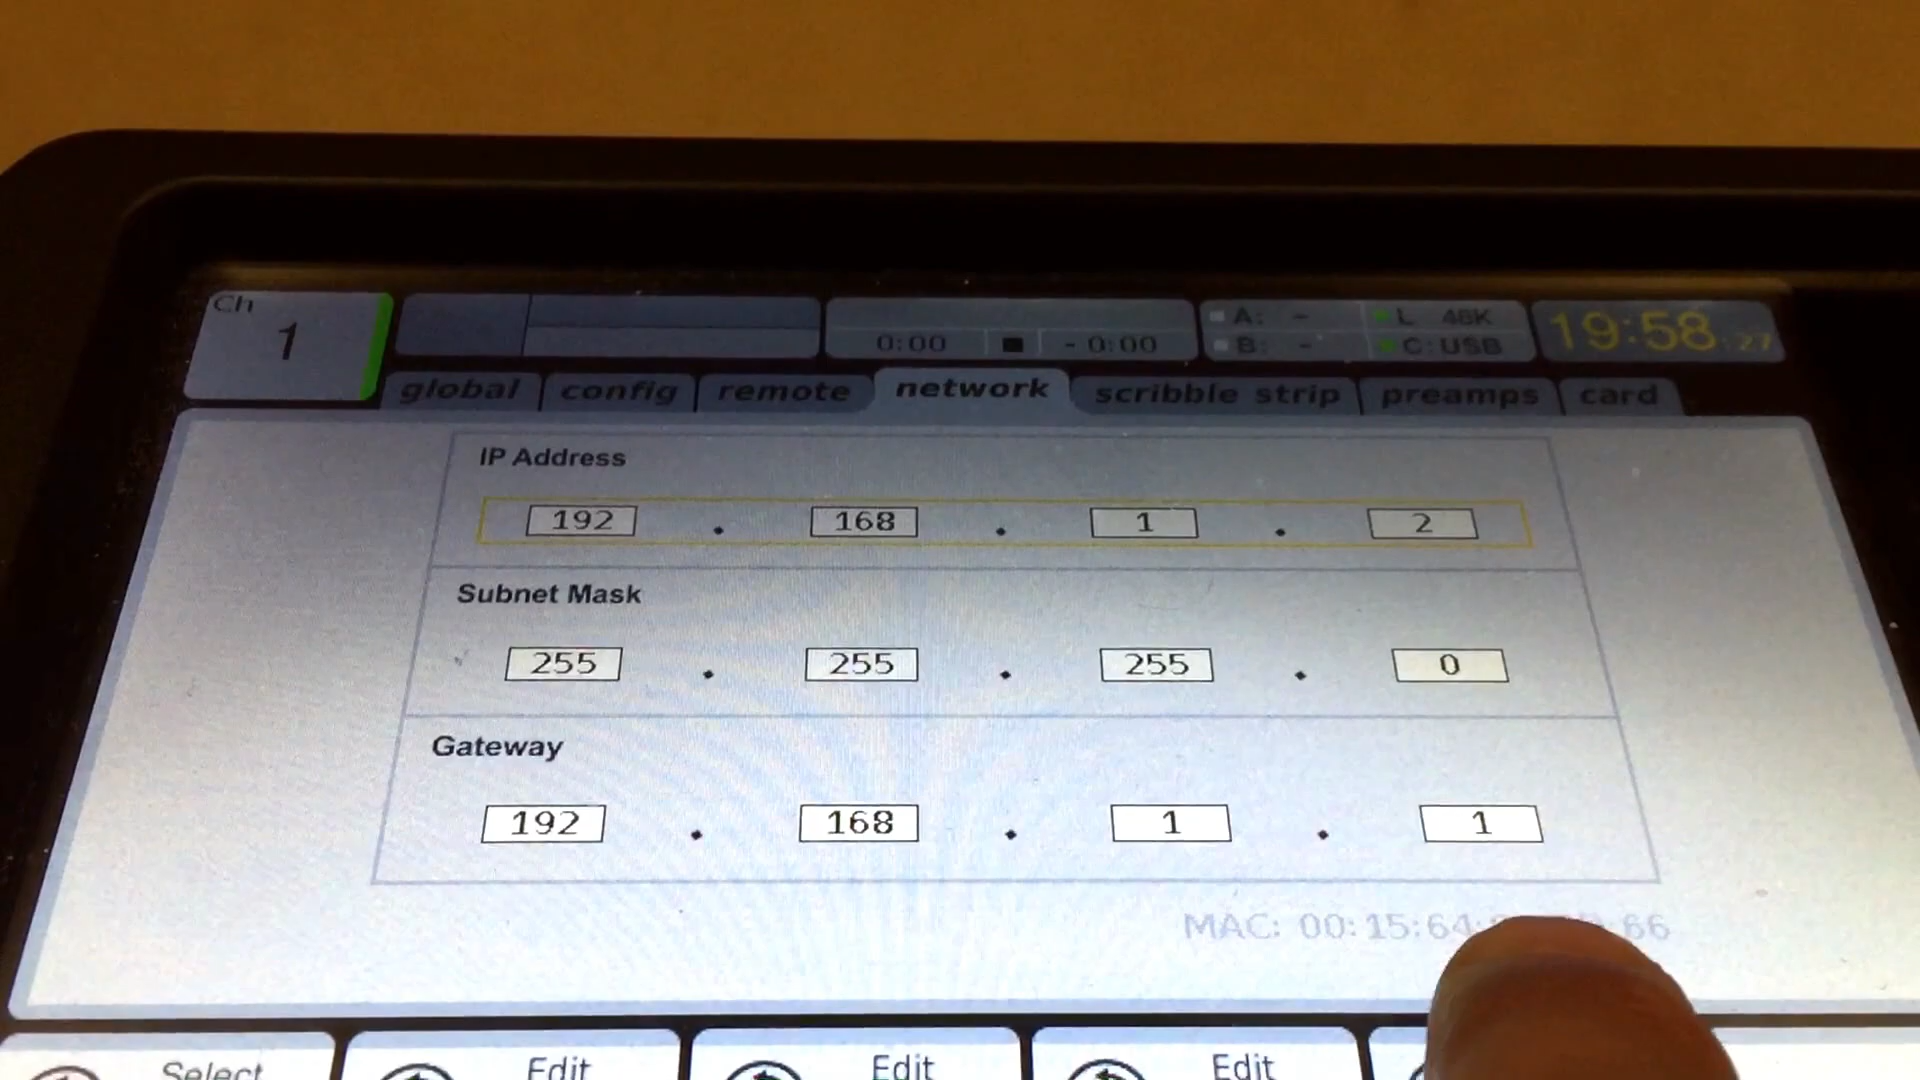 Ch
1
0:00 - 0:00
A: - L 48K
B: - C: USB
19:58:27
global config remote network scribble strip preamps card
IP Address
192 . 168 . 1 . 2
Subnet Mask
255 . 255 . 255 . 0
Gateway
192 . 168 . 1 . 1
MAC: 00:15:64: :66
Select Edit Edit Edit